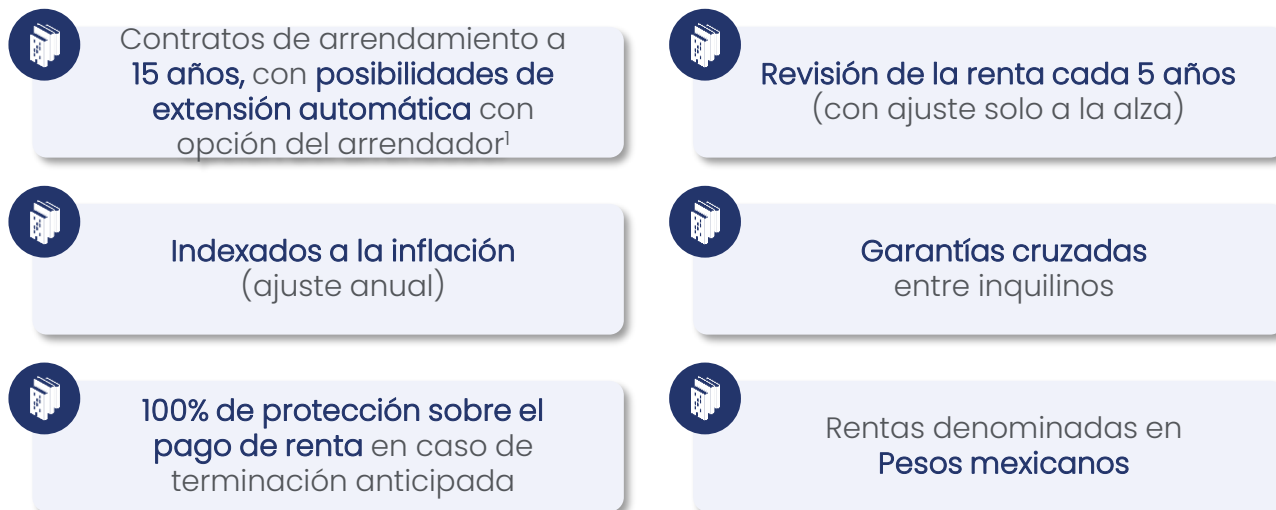 Contratos de arrendamiento a
15 años, con posibilidades de
extensión automática con
opción del arrendador¹
Revisión de la renta cada 5 años
(con ajuste solo a la alza)
Indexados a la inflación
(ajuste anual)
Garantías cruzadas
entre inquilinos
100% de protección sobre el
pago de renta en caso de
terminación anticipada
Rentas denominadas en
Pesos mexicanos